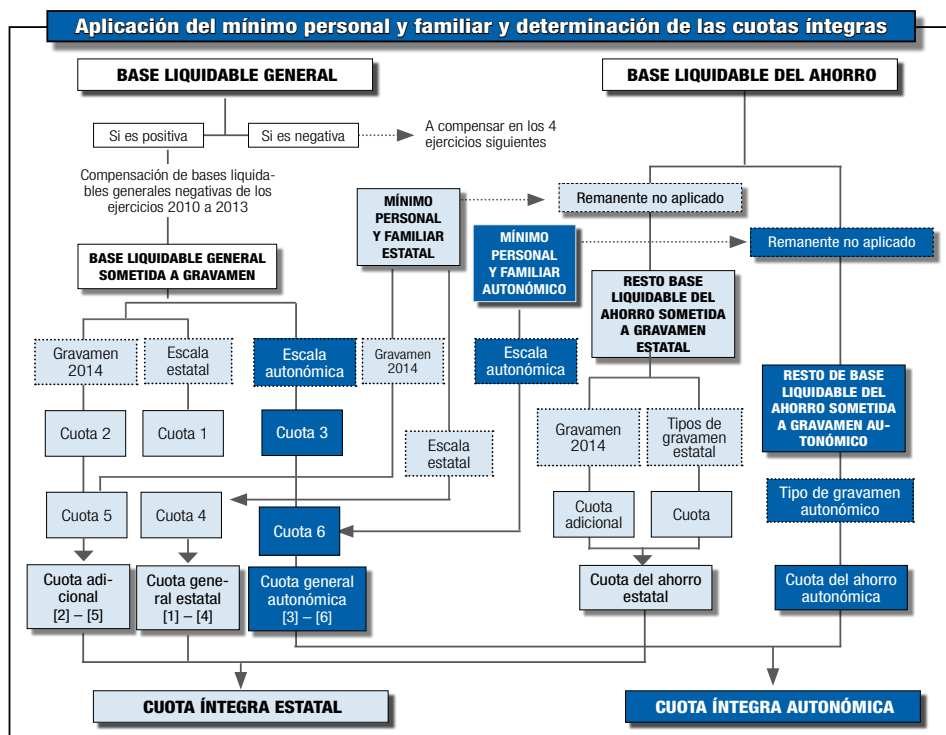 Aplicación del mínimo personal y familiar y determinación de las cuotas íntegras
BASE LIQUIDABLE GENERAL
BASE LIQUIDABLE DEL AHORRO
Si es positiva
Si es negativa
A compensar en los 4
ejercicios siguientes
Compensación de bases liquida-
bles generales negativas de los
ejercicios 2010 a 2013
MÍNIMO
PERSONAL
Y FAMILIAR
ESTATAL
Remanente no aplicado
MÍNIMO
PERSONAL
Y FAMILIAR
AUTONÓMICO
Remanente no aplicado
BASE LIQUIDABLE GENERAL
SOMETIDA A GRAVAMEN
RESTO BASE
LIQUIDABLE DEL
AHORRO SOMETIDA
A GRAVAMEN
ESTATAL
Gravamen
2014
Escala
estatal
Escala
autonómica
Gravamen
2014
Escala
autonómica
RESTO DE BASE
LIQUIDABLE DEL
AHORRO SOMETIDA
A GRAVAMEN AU-
TONÓMICO
Cuota 2
Cuota 1
Cuota 3
Escala
estatal
Gravamen
2014
Tipos de
gravamen
estatal
Cuota 5
Cuota 4
Cuota 6
Cuota
adicional
Cuota
Tipo de gravamen
autonómico
Cuota adi-
cional
[2] – [5]
Cuota gene-
ral estatal
[1] – [4]
Cuota general
autonómica
[3] – [6]
Cuota del ahorro
estatal
Cuota del ahorro
autonómica
CUOTA ÍNTEGRA ESTATAL
CUOTA ÍNTEGRA AUTONÓMICA